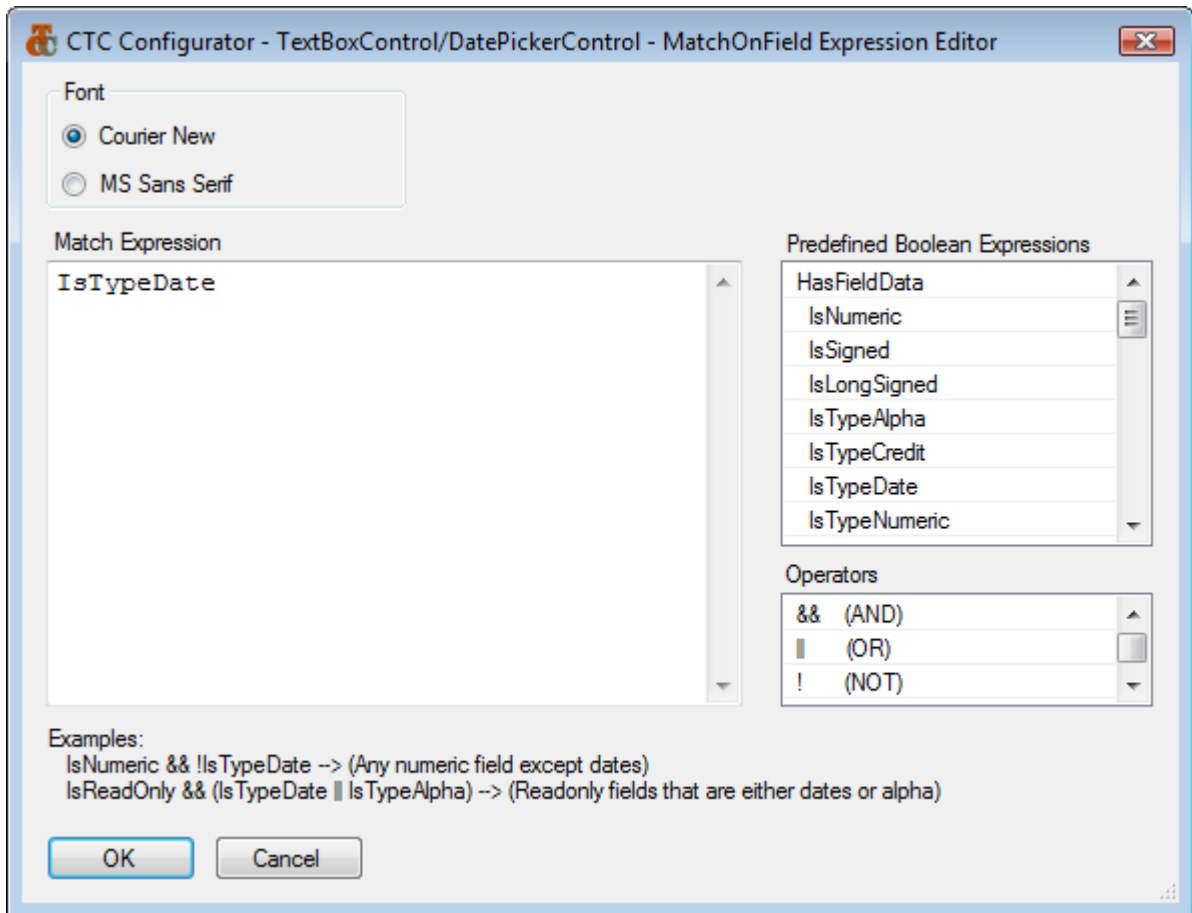 CTC Configurator - TextBoxControl/DatePickerControl - MatchOnField Expression Editor
Font
Courier New
MS Sans Serif
Match Expression
IsTypeDate
Predefined Boolean Expressions
HasFieldData
IsNumeric
IsSigned
IsLongSigned
IsTypeAlpha
IsTypeCredit
IsTypeDate
IsTypeNumeric
Operators
&& (AND)
|| (OR)
! (NOT)
Examples:
IsNumeric && !IsTypeDate --> (Any numeric field except dates)
IsReadOnly && (IsTypeDate || IsTypeAlpha) --> (Readonly fields that are either dates or alpha)
OK
Cancel